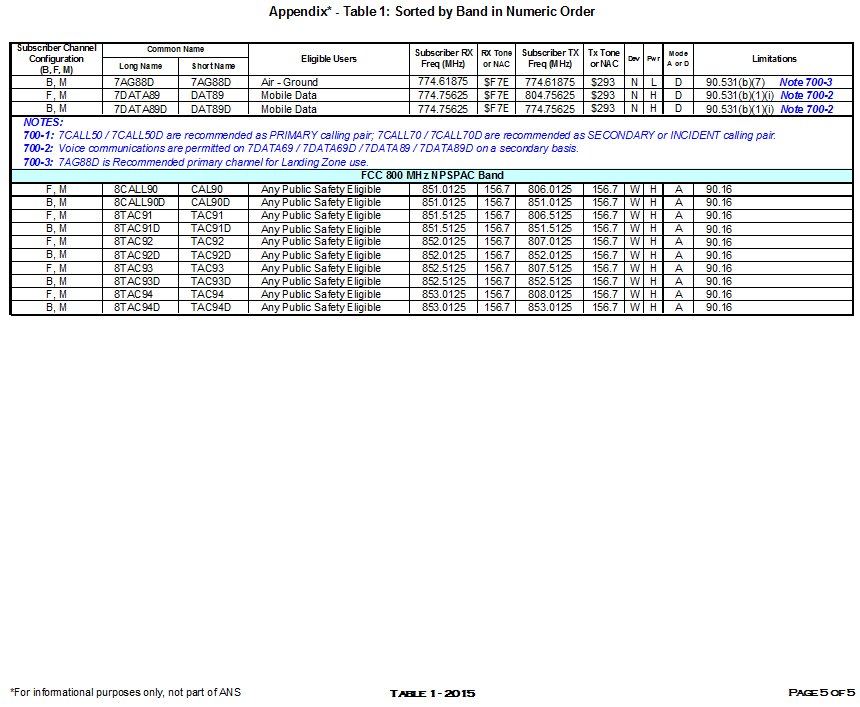 Appendix* - Table 1: Sorted by Band in Numeric Order
Subscriber Channel Configuration (B, F, M) Common Name Long Name Short Name Eligible Users Subscriber RX Freq (MHz) RX Tone or NAC Subscriber TX Freq (MHz) Tx Tone or NAC Dev Pwr Mode A or D Limitations
B, M 7AG88D 7AG88D Air - Ground 774.61875 $F7E 774.61875 $293 N L D 90.531(b)(7) Note 700-3
F, M 7DATA89 DAT89 Mobile Data 774.75625 $F7E 804.75625 $293 N H D 90.531(b)(1)(i) Note 700-2
B, M 7DATA89D DAT89D Mobile Data 774.75625 $F7E 774.75625 $293 N H D 90.531(b)(1)(i) Note 700-2
NOTES:
700-1: 7CALL50 / 7CALL50D are recommended as PRIMARY calling pair; 7CALL70 / 7CALL70D are recommended as SECONDARY or INCIDENT calling pair.
700-2: Voice communications are permitted on 7DATA69 / 7DATA69D / 7DATA89 / 7DATA89D on a secondary basis.
700-3: 7AG88D is Recommended primary channel for Landing Zone use.
FCC 800 MHz NPSPAC Band
F, M 8CALL90 CAL90 Any Public Safety Eligible 851.0125 156.7 806.0125 156.7 W H A 90.16
B, M 8CALL90D CAL90D Any Public Safety Eligible 851.0125 156.7 851.0125 156.7 W H A 90.16
F, M 8TAC91 TAC91 Any Public Safety Eligible 851.5125 156.7 806.5125 156.7 W H A 90.16
B, M 8TAC91D TAC91D Any Public Safety Eligible 851.5125 156.7 851.5125 156.7 W H A 90.16
F, M 8TAC92 TAC92 Any Public Safety Eligible 852.0125 156.7 807.0125 156.7 W H A 90.16
B, M 8TAC92D TAC92D Any Public Safety Eligible 852.0125 156.7 852.0125 156.7 W H A 90.16
F, M 8TAC93 TAC93 Any Public Safety Eligible 852.5125 156.7 807.5125 156.7 W H A 90.16
B, M 8TAC93D TAC93D Any Public Safety Eligible 852.5125 156.7 852.5125 156.7 W H A 90.16
F, M 8TAC94 TAC94 Any Public Safety Eligible 853.0125 156.7 808.0125 156.7 W H A 90.16
B, M 8TAC94D TAC94D Any Public Safety Eligible 853.0125 156.7 853.0125 156.7 W H A 90.16
*For informational purposes only, not part of ANS TABLE 1 - 2015 PAGE 5 OF 5